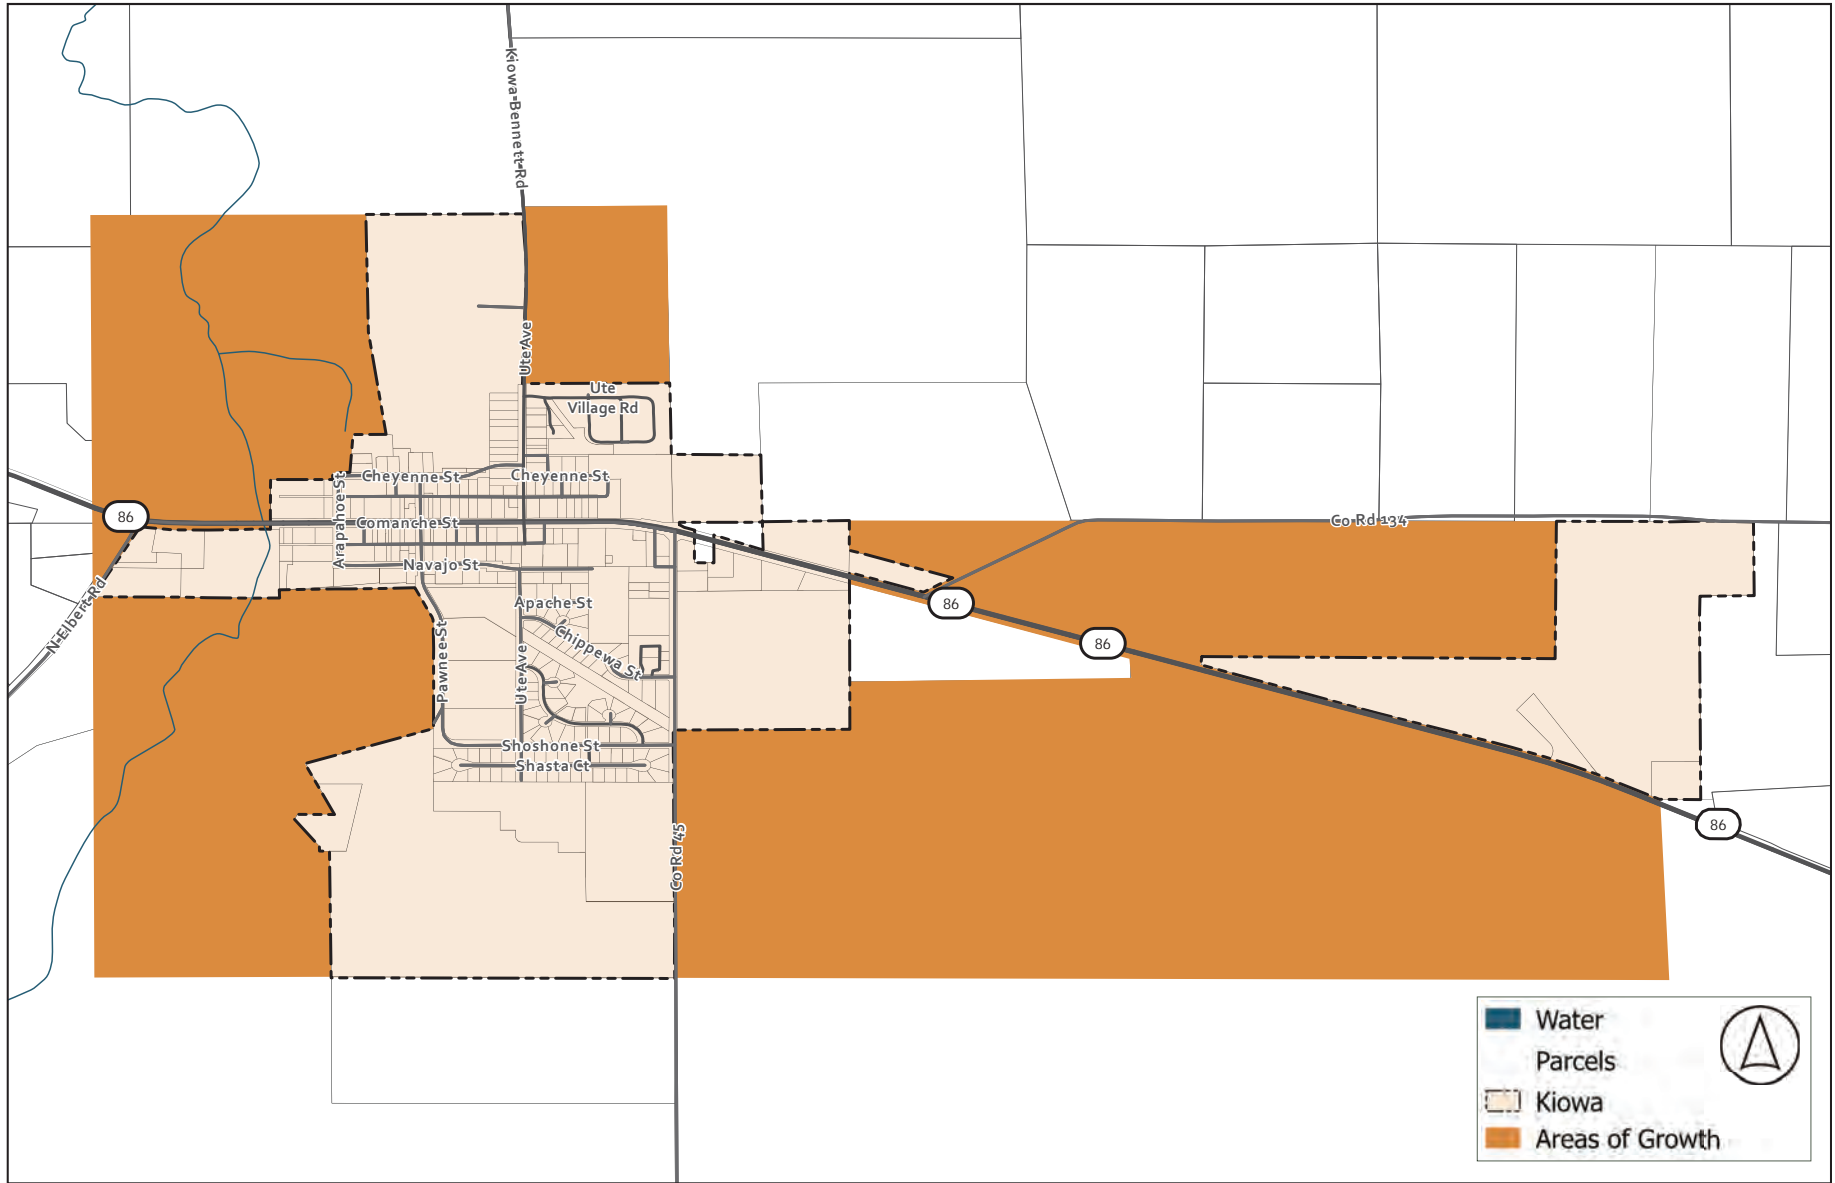 Kiowa-Bennett-Rd
Ute Ave
Ute
Village Rd
Cheyenne St
Cheyenne St
Arapahoe St
86
Comanche St
Co Rd 134
Navajo St
N Elbert Rd
Apache St
86
Chippewa St
86
Pawnee St
Ute Ave
Shoshone St
Shasta Ct
86
Co Rd 45
Water
Parcels
Kiowa
Areas of Growth